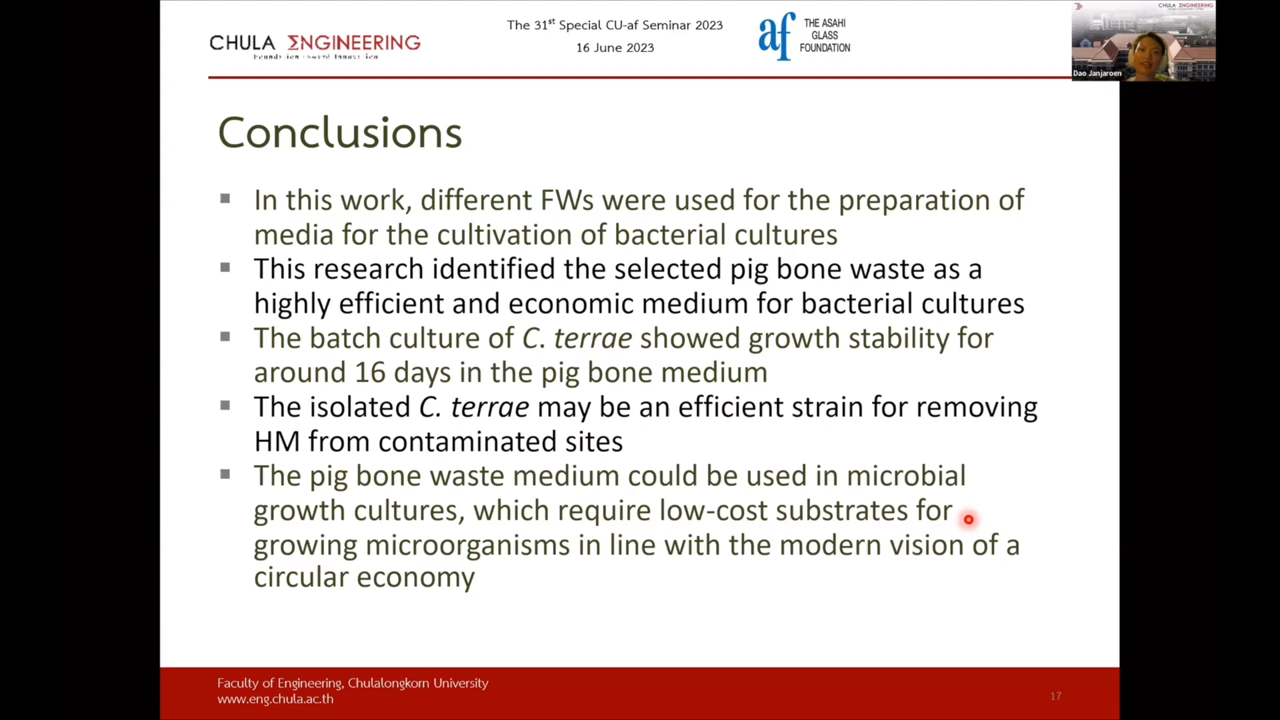 CHULA ΣNGINEERING
The 31st Special CU-af Seminar 2023
16 June 2023
af THE ASAHI
GLASS
FOUNDATION
CHULA ΣNGINEERING
Dao Janjaroen
Conclusions
▪ In this work, different FWs were used for the preparation of
media for the cultivation of bacterial cultures
▪ This research identified the selected pig bone waste as a
highly efficient and economic medium for bacterial cultures
▪ The batch culture of C. terrae showed growth stability for
around 16 days in the pig bone medium
▪ The isolated C. terrae may be an efficient strain for removing
HM from contaminated sites
▪ The pig bone waste medium could be used in microbial
growth cultures, which require low-cost substrates for
growing microorganisms in line with the modern vision of a
circular economy
Faculty of Engineering, Chulalongkorn University
www.eng.chula.ac.th
17